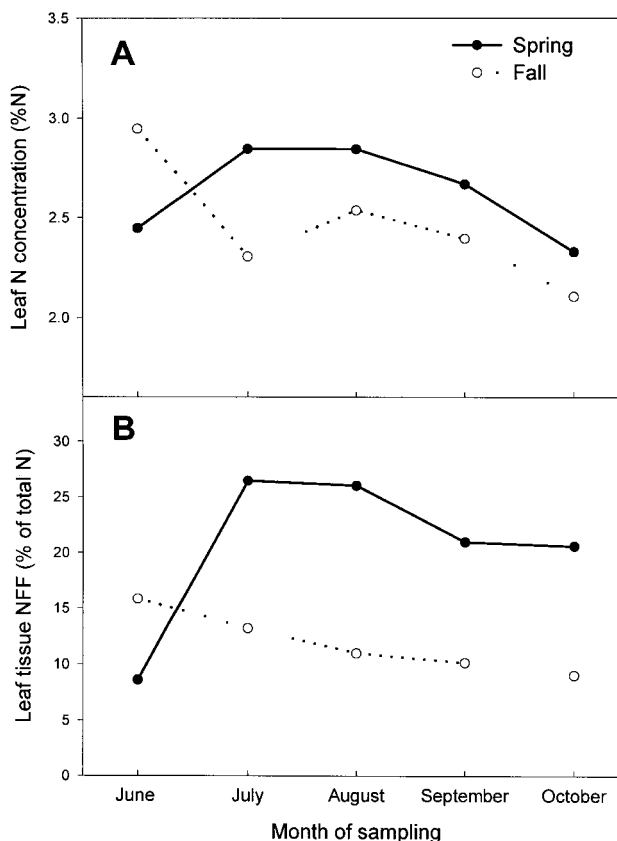 3.5
A
Spring
Fall
3.0
2.5
2.0
Leaf N concentration (%N)
B
30
25
20
15
10
5
0
Leaf tissue NFF (% of total N)
June July August September October
Month of sampling